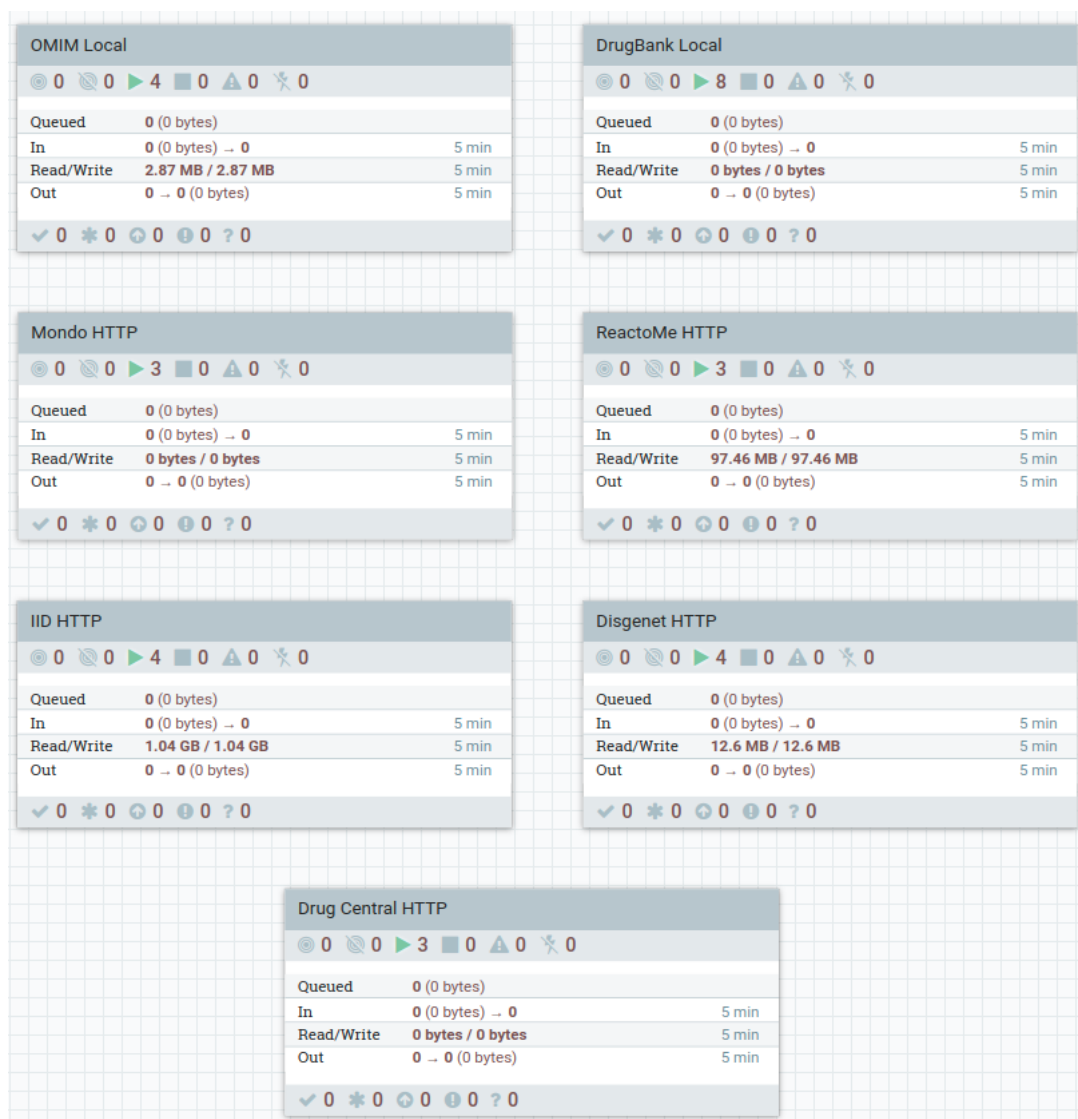 OMIM Local
0 0 4 0 0 0
Queued 0 (0 bytes)
In 0 (0 bytes) → 0 5 min
Read/Write 2.87 MB / 2.87 MB 5 min
Out 0 → 0 (0 bytes) 5 min
0 0 0 0 ? 0
DrugBank Local
0 0 8 0 0 0
Queued 0 (0 bytes)
In 0 (0 bytes) → 0 5 min
Read/Write 0 bytes / 0 bytes 5 min
Out 0 → 0 (0 bytes) 5 min
0 0 0 0 ? 0
Mondo HTTP
0 0 3 0 0 0
Queued 0 (0 bytes)
In 0 (0 bytes) → 0 5 min
Read/Write 0 bytes / 0 bytes 5 min
Out 0 → 0 (0 bytes) 5 min
0 0 0 0 ? 0
ReactoMe HTTP
0 0 3 0 0 0
Queued 0 (0 bytes)
In 0 (0 bytes) → 0 5 min
Read/Write 97.46 MB / 97.46 MB 5 min
Out 0 → 0 (0 bytes) 5 min
0 0 0 0 ? 0
IID HTTP
0 0 4 0 0 0
Queued 0 (0 bytes)
In 0 (0 bytes) → 0 5 min
Read/Write 1.04 GB / 1.04 GB 5 min
Out 0 → 0 (0 bytes) 5 min
0 0 0 0 ? 0
Disgenet HTTP
0 0 4 0 0 0
Queued 0 (0 bytes)
In 0 (0 bytes) → 0 5 min
Read/Write 12.6 MB / 12.6 MB 5 min
Out 0 → 0 (0 bytes) 5 min
0 0 0 0 ? 0
Drug Central HTTP
0 0 3 0 0 0
Queued 0 (0 bytes)
In 0 (0 bytes) → 0 5 min
Read/Write 0 bytes / 0 bytes 5 min
Out 0 → 0 (0 bytes) 5 min
0 0 0 0 ? 0